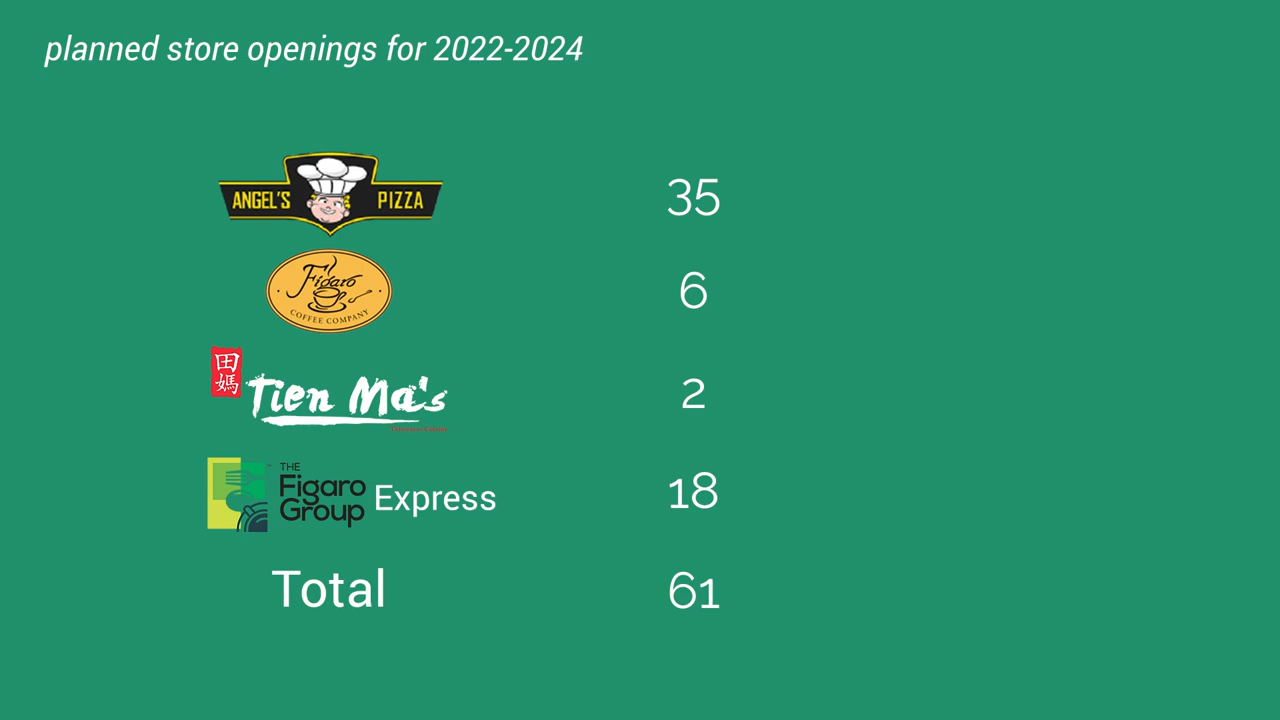 planned store openings for 2022-2024
ANGEL'S PIZZA
35
Figaro
COFFEE COMPANY
6
田
媽
Tien Ma's
2
THE
Figaro
Group
Express
18
Total
61